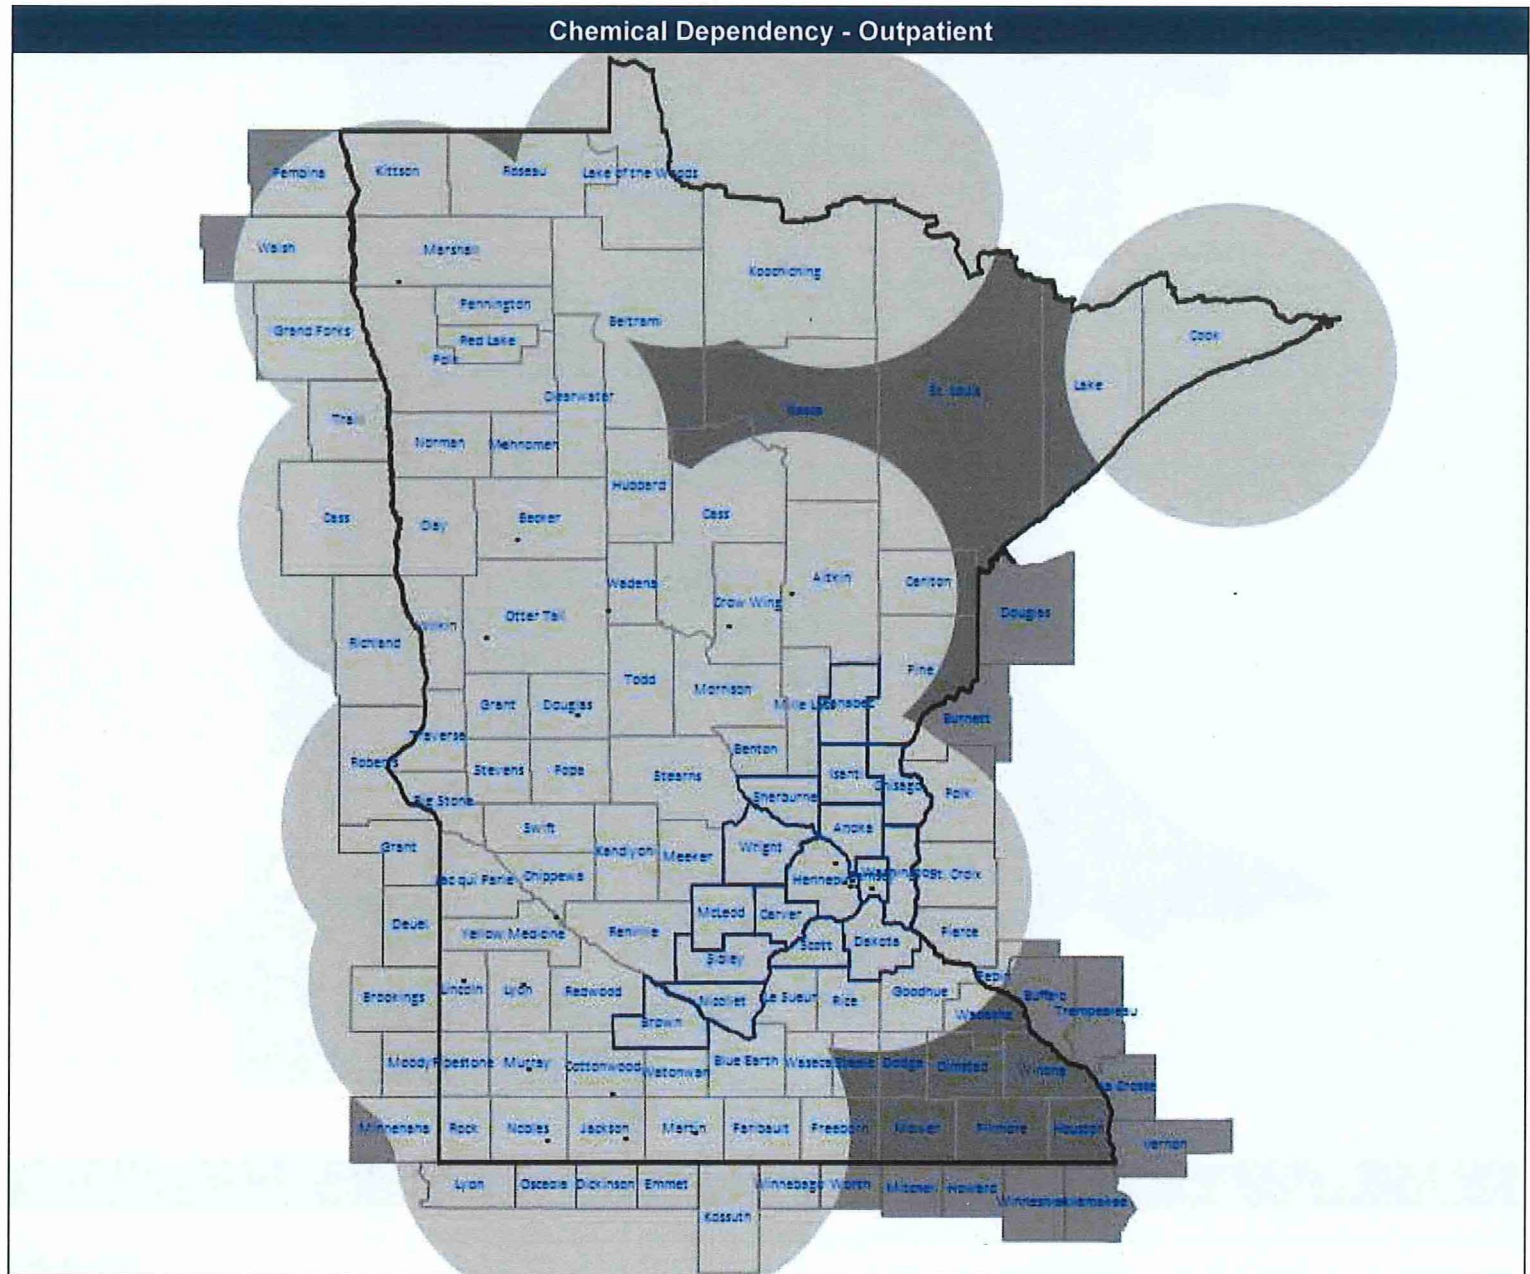 Chemical Dependency - Outpatient
Pembina
Kittson
Roseau
Lake of the Woods
Walsh
Marshall
Koochiching
Pennington
Grand Forks
Beltrami
Red Lake
Polk
Cook
Lake
St. Louis
Clearwater
Itasca
Traill
Norman
Mahnomen
Hubbard
Cass
Clay
Becker
Cass
Wadena
Aitkin
Carlton
Crow Wing
Otter Tail
Wilkin
Douglas
Richland
Pine
Todd
Morrison
Mille Lacs
Kanabec
Grant
Douglas
Burnett
Traverse
Benton
Roberts
Stevens
Pope
Stearns
Isanti
Chisago
Polk
Big Stone
Sherburne
Swift
Anoka
Grant
Kandiyohi
Meeker
Wright
Lac qui Parle
Chippewa
Hennepin
Washington
St. Croix
McLeod
Carver
Deuel
Yellow Medicine
Renville
Scott
Dakota
Pierce
Sibley
Pepin
Brookings
Lincoln
Lyon
Redwood
Nicollet
Le Sueur
Rice
Goodhue
Buffalo
Wabasha
Trempealeau
Brown
Moody
Pipestone
Murray
Cottonwood
Watonwan
Blue Earth
Waseca
Steele
Dodge
Olmsted
Winona
La Crosse
Minnehaha
Rock
Nobles
Jackson
Martin
Faribault
Freeborn
Mower
Fillmore
Houston
Vernon
Lyon
Osceola
Dickinson
Emmet
Kossuth
Winnebago
Worth
Mitchell
Howard
Winneshiek
Allamakee